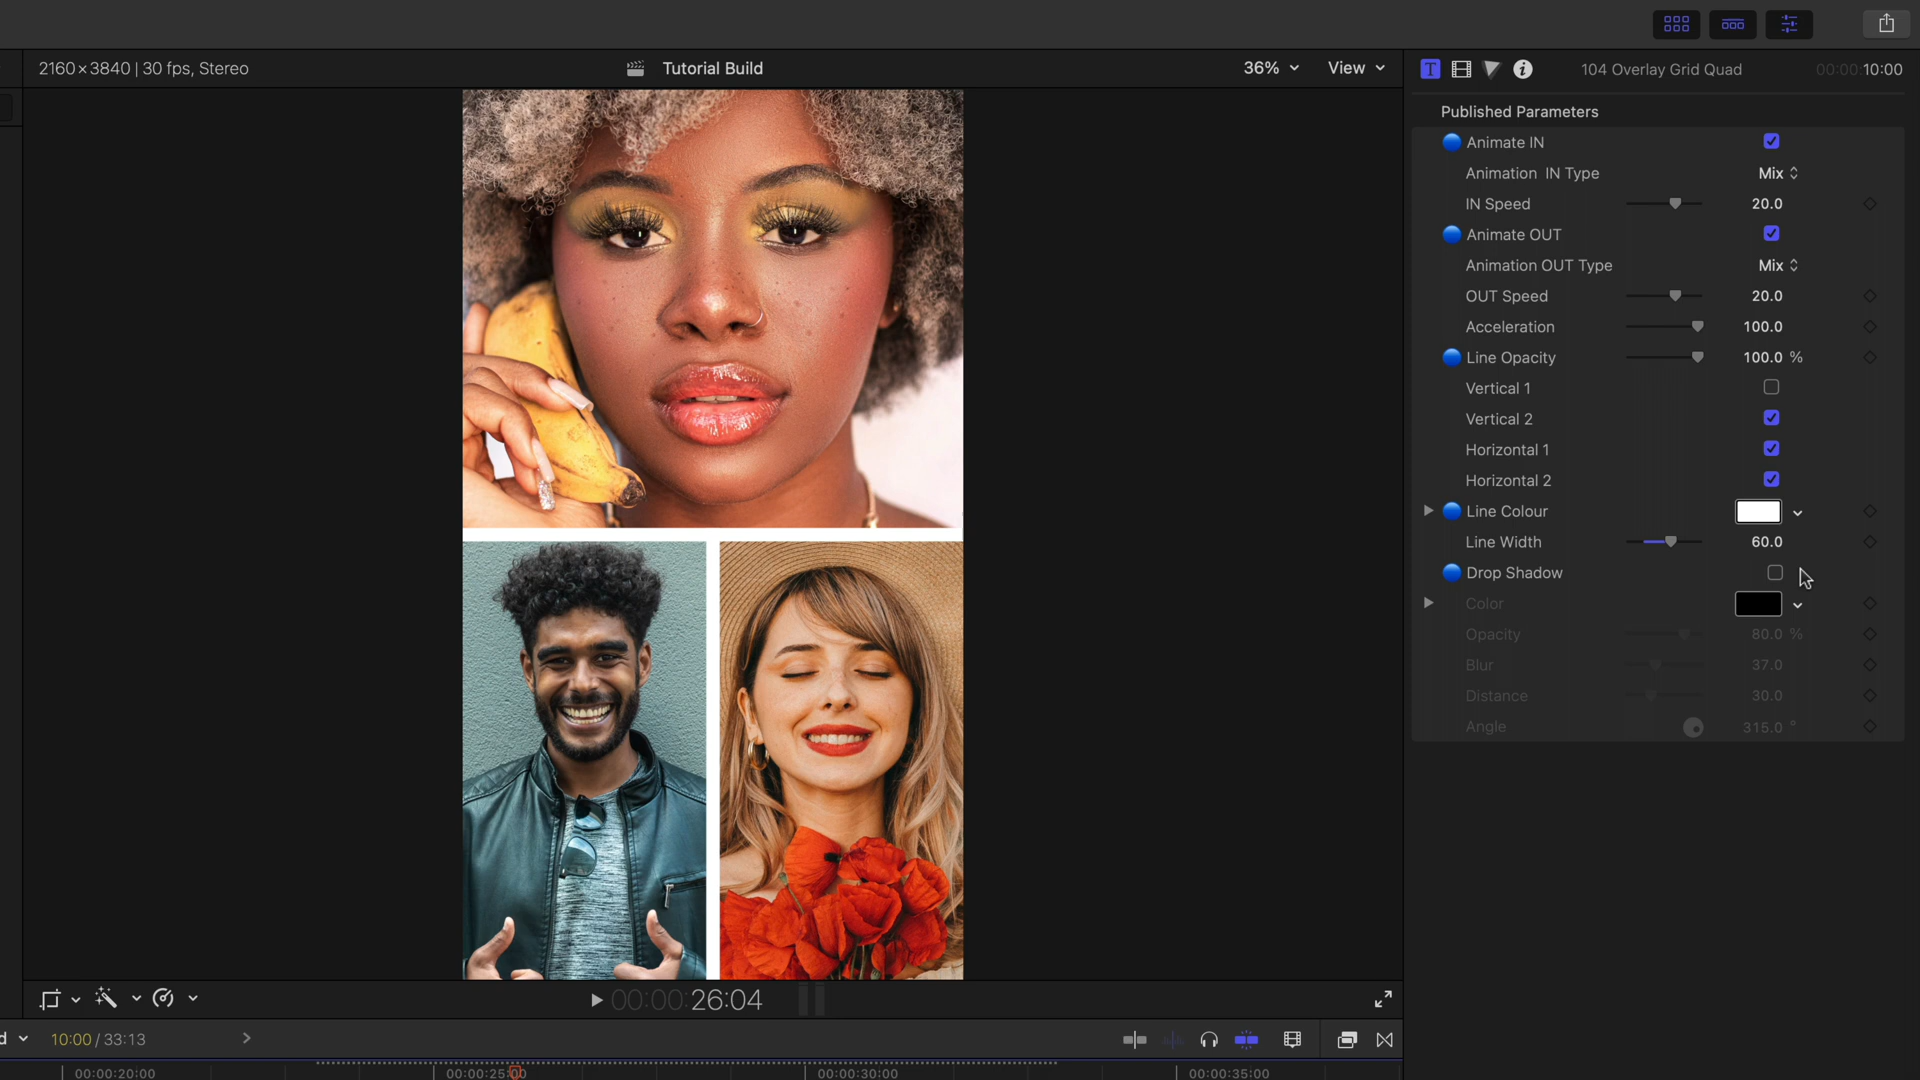 2160×3840 | 30 fps, Stereo
Tutorial Build
36%
View
104 Overlay Grid Quad
00:00:10:00
Published Parameters
Animate IN
Animation IN Type
Mix
IN Speed
20.0
Animate OUT
Animation OUT Type
Mix
OUT Speed
20.0
Acceleration
100.0
Line Opacity
100.0 %
Vertical 1
Vertical 2
Horizontal 1
Horizontal 2
Line Colour
Line Width
60.0
Drop Shadow
Color
Opacity
80.0 %
Blur
37.0
Distance
30.0
Angle
315.0 °
00:00:26:04
d
10:00 / 33:13
00:00:20:00
00:00:25:00
00:00:30:00
00:00:35:00